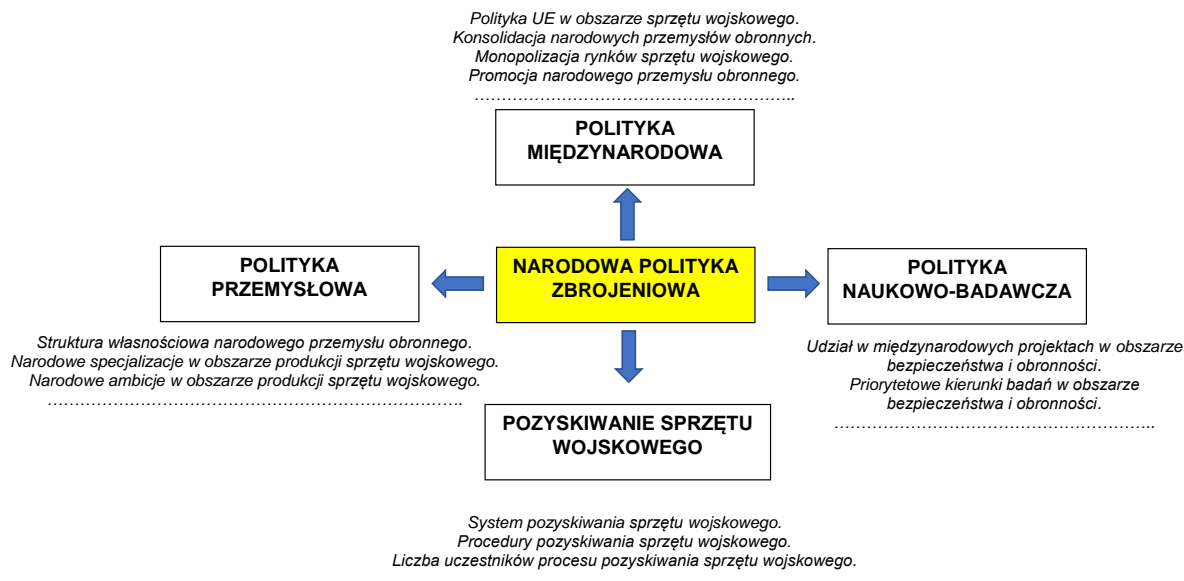 Polityka UE w obszarze sprzętu wojskowego.
Konsolidacja narodowych przemysłów obronnych.
Monopolizacja rynków sprzętu wojskowego.
Promocja narodowego przemysłu obronnego.
…………………………………………………..
POLITYKA
MIĘDZYNARODOWA
POLITYKA
PRZEMYSŁOWA
NARODOWA POLITYKA
ZBROJENIOWA
POLITYKA
NAUKOWO-BADAWCZA
Struktura własnościowa narodowego przemysłu obronnego.
Narodowe specjalizacje w obszarze produkcji sprzętu wojskowego.
Narodowe ambicje w obszarze produkcji sprzętu wojskowego.
…………………………………………………………………..
Udział w międzynarodowych projektach w obszarze
bezpieczeństwa i obronności.
Priorytetowe kierunki badań w obszarze
bezpieczeństwa i obronności.
…………………………………………………..
POZYSKIWANIE SPRZĘTU
WOJSKOWEGO
System pozyskiwania sprzętu wojskowego.
Procedury pozyskiwania sprzętu wojskowego.
Liczba uczestników procesu pozyskiwania sprzętu wojskowego.